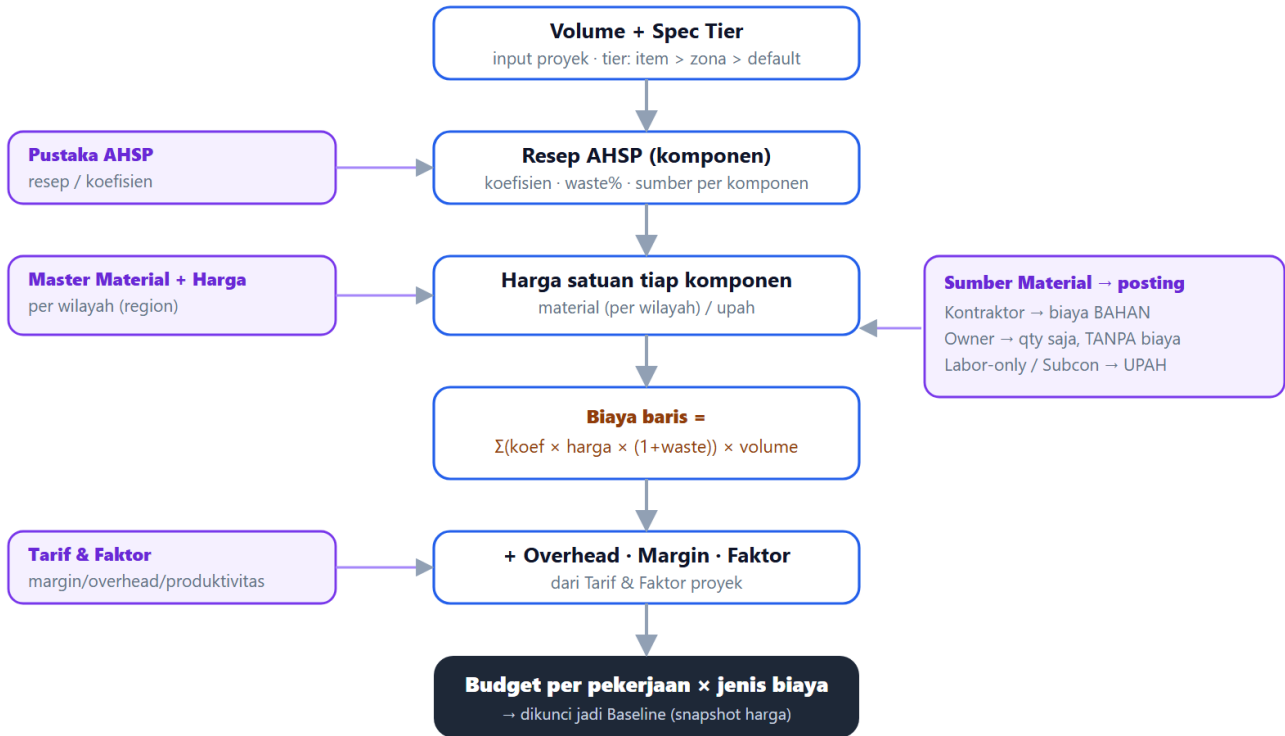 Volume + Spec Tier
input proyek · tier: item > zona > default
Pustaka AHSP
resep / koefisien
Resep AHSP (komponen)
koefisien · waste% · sumber per komponen
Master Material + Harga
per wilayah (region)
Harga satuan tiap komponen
material (per wilayah) / upah
Sumber Material → posting
Kontraktor → biaya BAHAN
Owner → qty saja, TANPA biaya
Labor-only / Subcon → UPAH
Biaya baris =
Σ(koef × harga × (1+waste)) × volume
Tarif & Faktor
margin/overhead/produktivitas
+ Overhead · Margin · Faktor
dari Tarif & Faktor proyek
Budget per pekerjaan × jenis biaya
→ dikunci jadi Baseline (snapshot harga)